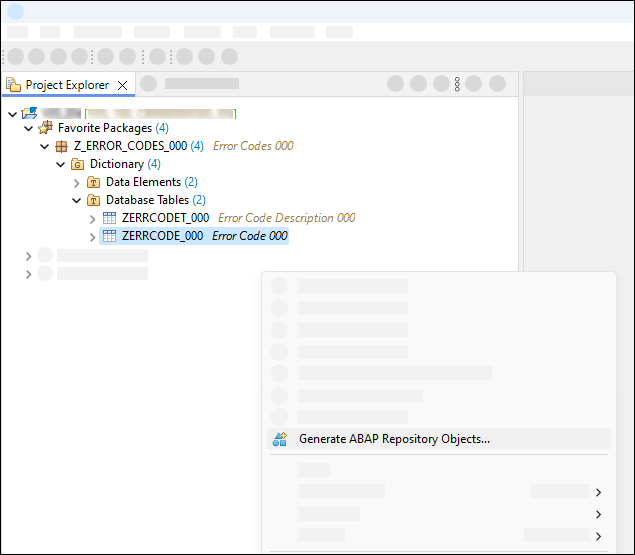 Project Explorer
Favorite Packages (4)
Z_ERROR_CODES_000 (4) Error Codes 000
Dictionary (4)
Data Elements (2)
Database Tables (2)
ZERRCODET_000 Error Code Description 000
ZERRCODE_000 Error Code 000
Generate ABAP Repository Objects...